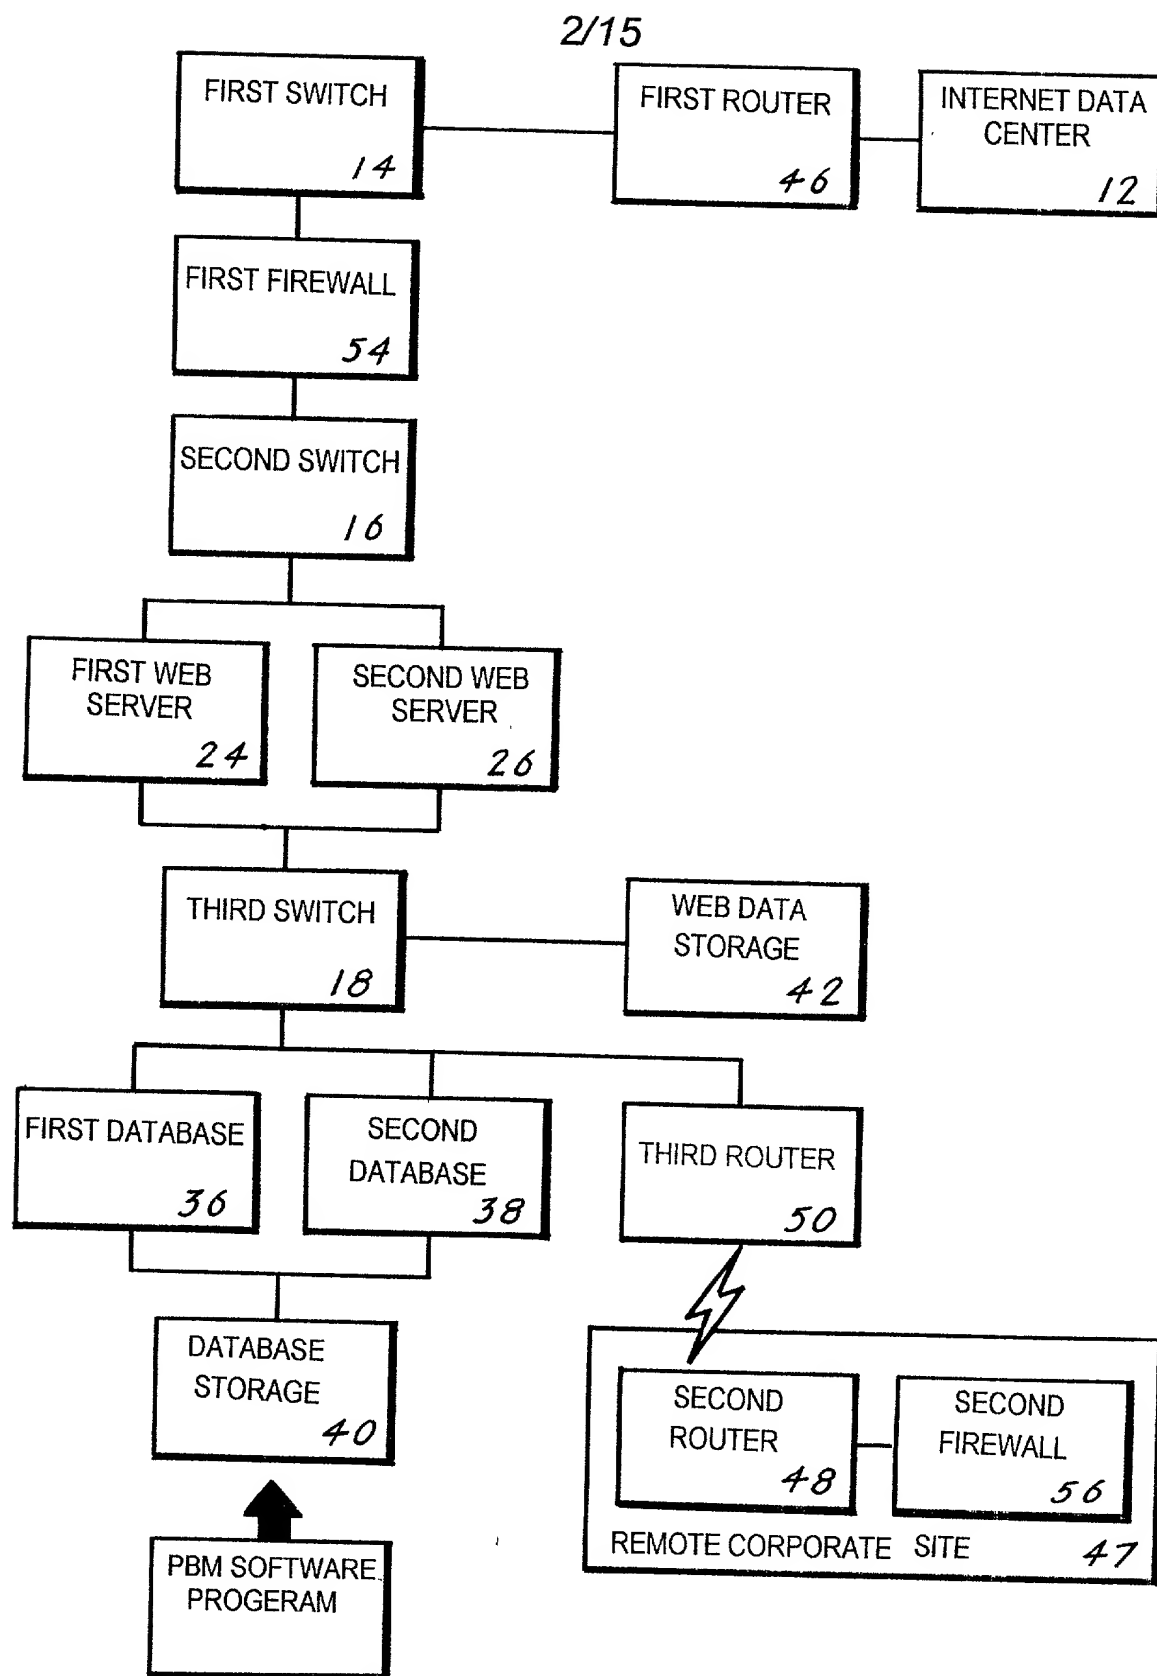 2/15
FIRST SWITCH
14
FIRST ROUTER
46
INTERNET DATA
CENTER
12
FIRST FIREWALL
54
SECOND SWITCH
16
FIRST WEB
SERVER
24
SECOND WEB
SERVER
26
THIRD SWITCH
18
WEB DATA
STORAGE
42
FIRST DATABASE
36
SECOND
DATABASE
38
THIRD ROUTER
50
DATABASE
STORAGE
40
SECOND
ROUTER
48
SECOND
FIREWALL
56
REMOTE CORPORATE SITE
47
PBM SOFTWARE
PROGERAM